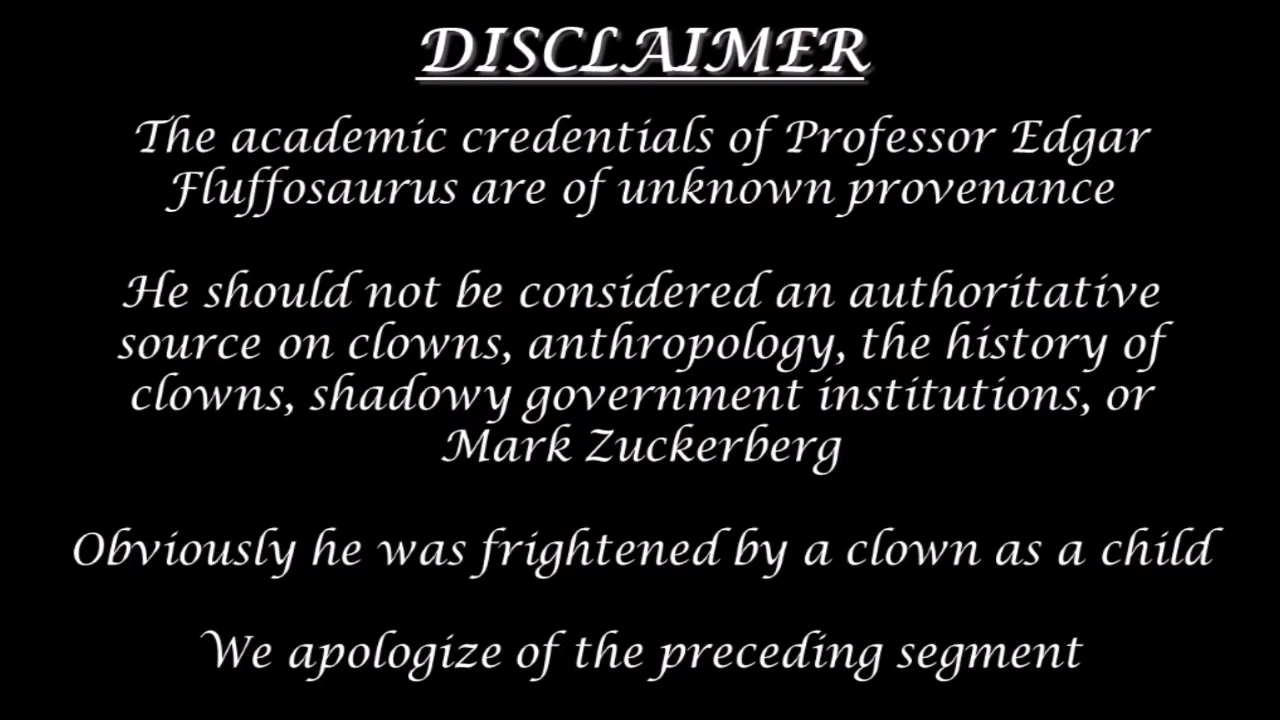 DISCLAIMER
The academic credentials of Professor Edgar
Fluffosaurus are of unknown provenance
He should not be considered an authoritative
source on clowns, anthropology, the history of
clowns, shadowy government institutions, or
Mark Zuckerberg
Obviously he was frightened by a clown as a child
We apologize of the preceding segment